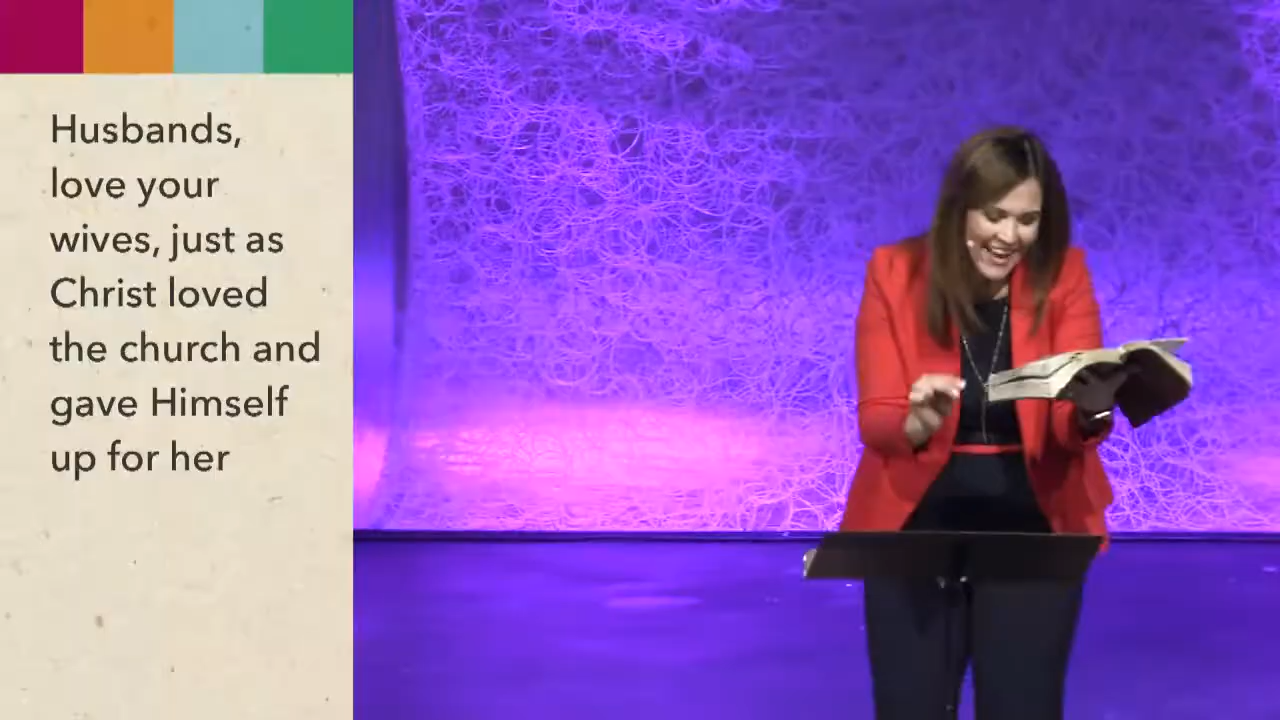 Husbands,
love your
wives, just as
Christ loved
the church and
gave Himself
up for her